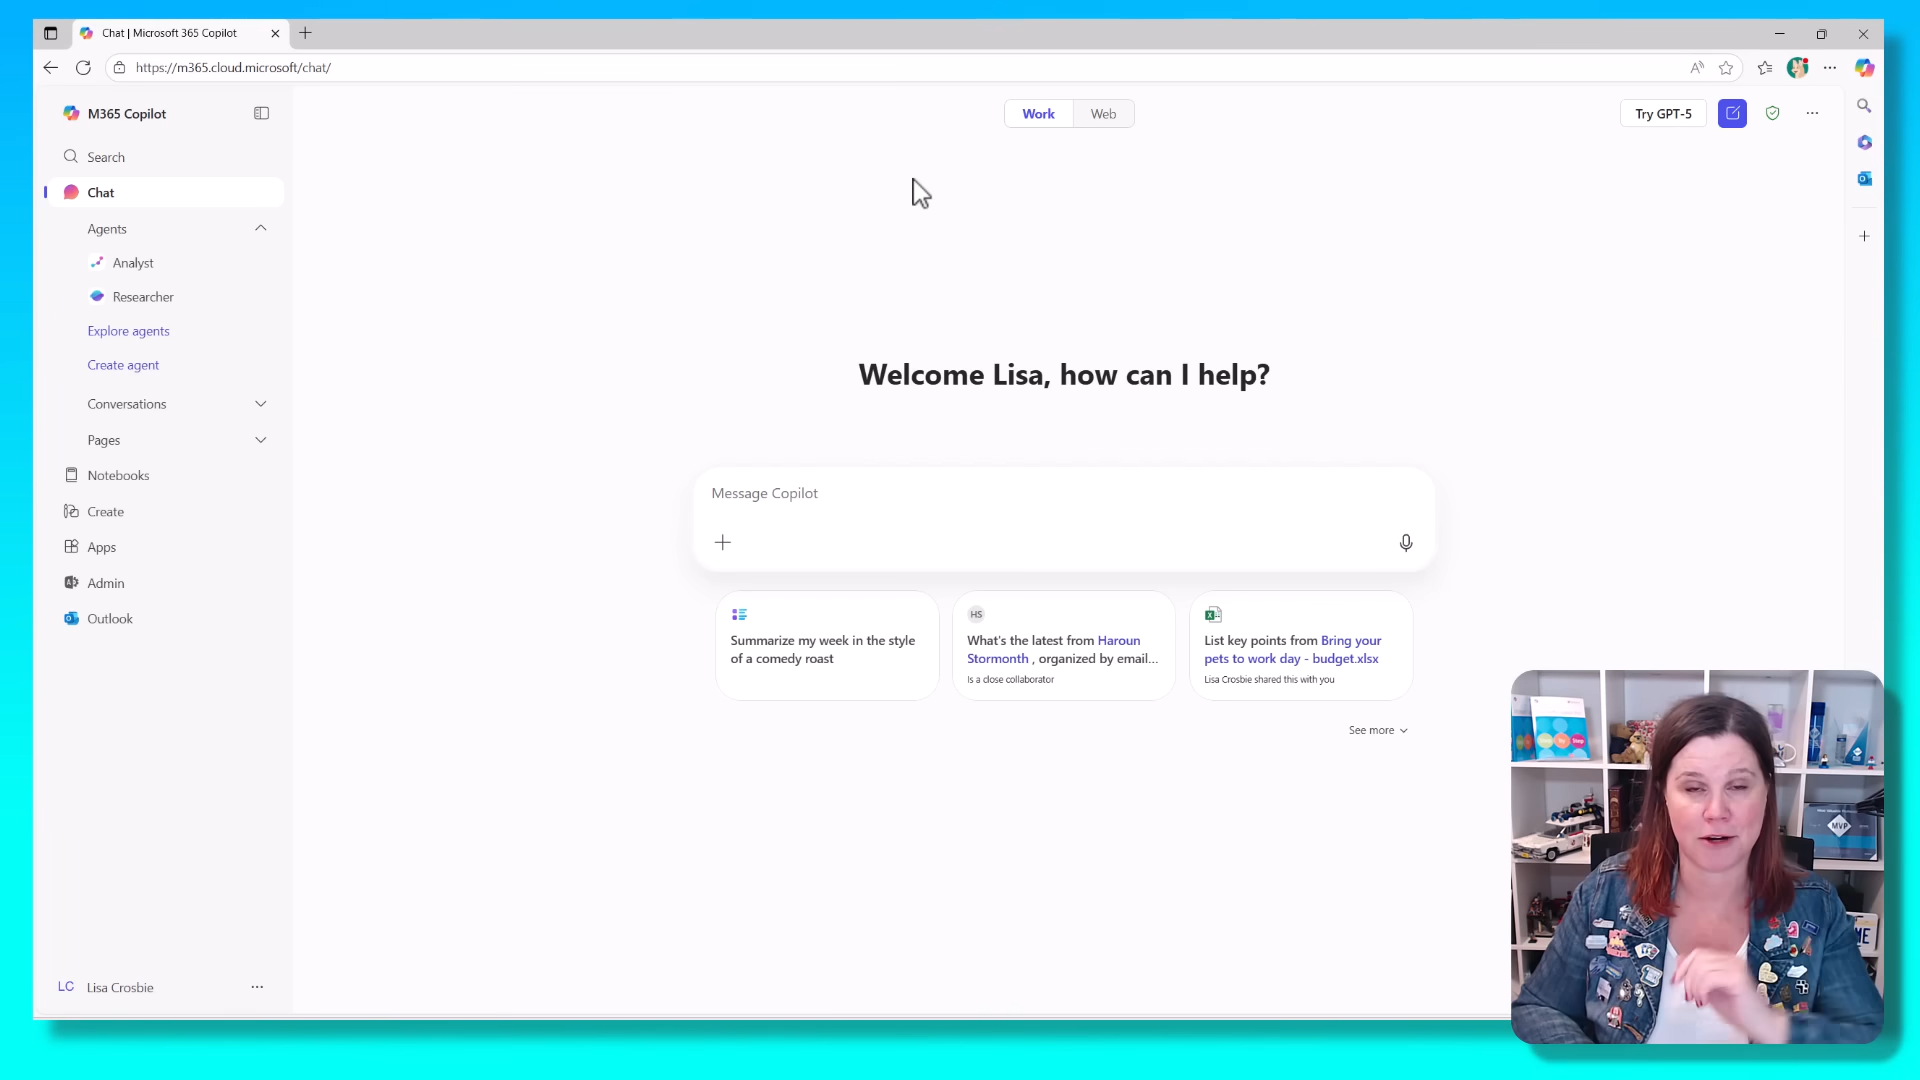 Chat | Microsoft 365 Copilot
https://m365.cloud.microsoft/chat/
M365 Copilot
Work
Web
Try GPT-5
Search
Chat
Agents
Analyst
Researcher
Explore agents
Create agent
Conversations
Pages
Notebooks
Create
Apps
Admin
Outlook
Welcome Lisa, how can I help?
Message Copilot
Summarize my week in the style
of a comedy roast
HS
What's the latest from Haroun
Stormonth , organized by email...
Is a close collaborator
List key points from Bring your
pets to work day - budget.xlsx
Lisa Crosbie shared this with you
See more
MVP
LC Lisa Crosbie